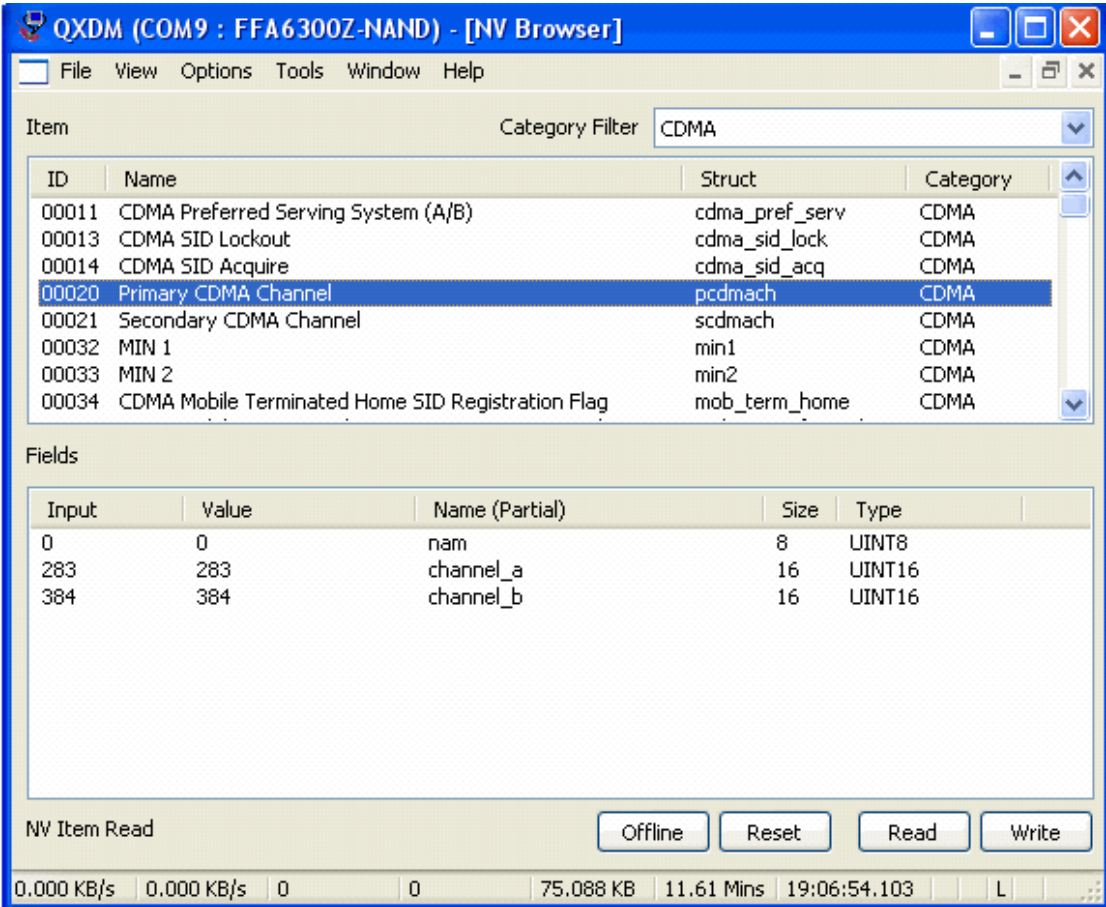 QXDM (COM9 : FFA6300Z-NAND) - [NV Browser]
File View Options Tools Window Help
Item Category Filter CDMA
ID Name Struct Category
00011 CDMA Preferred Serving System (A/B) cdma_pref_serv CDMA
00013 CDMA SID Lockout cdma_sid_lock CDMA
00014 CDMA SID Acquire cdma_sid_acq CDMA
00020 Primary CDMA Channel pcdmach CDMA
00021 Secondary CDMA Channel scdmach CDMA
00032 MIN 1 min1 CDMA
00033 MIN 2 min2 CDMA
00034 CDMA Mobile Terminated Home SID Registration Flag mob_term_home CDMA
Fields
Input Value Name (Partial) Size Type
0 0 nam 8 UINT8
283 283 channel_a 16 UINT16
384 384 channel_b 16 UINT16
NV Item Read Offline Reset Read Write
0.000 KB/s 0.000 KB/s 0 0 75.088 KB 11.61 Mins 19:06:54.103 L